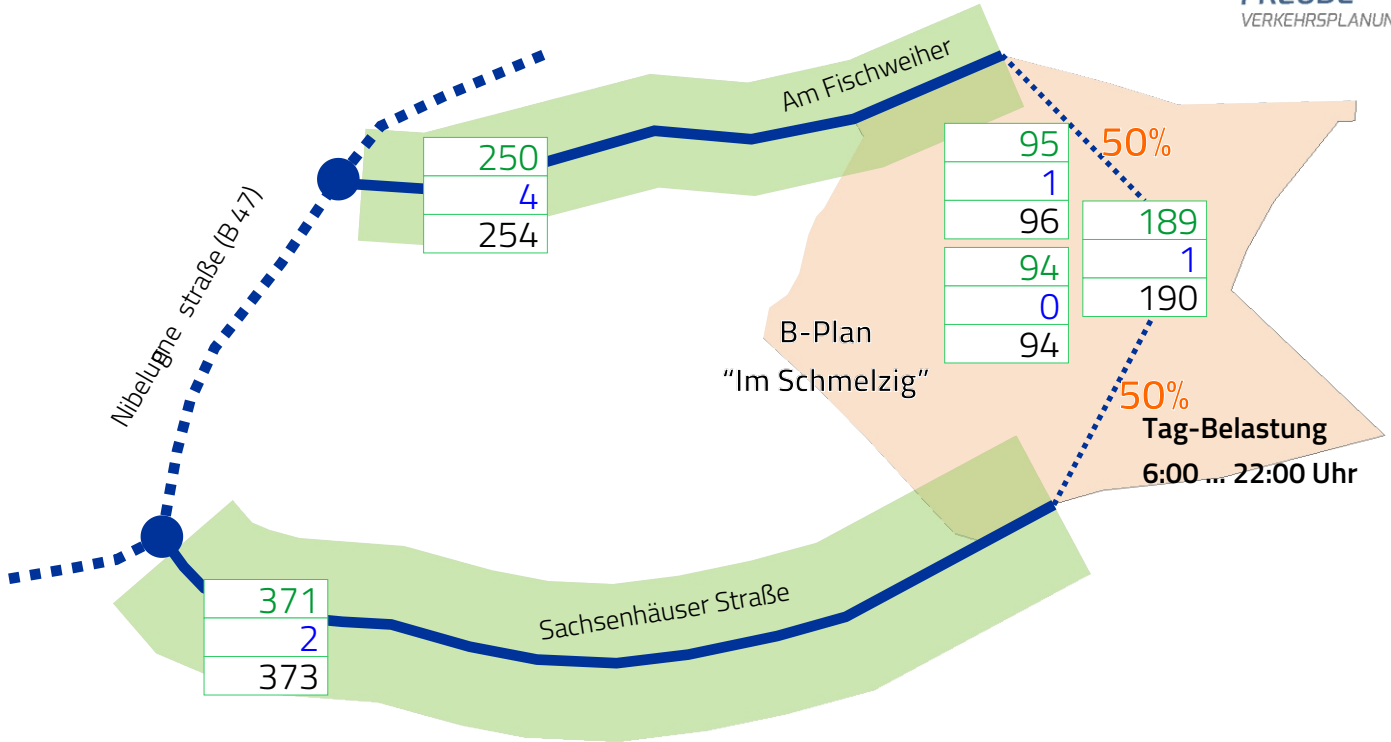 VERKEHRSPLANUN
Am Fischweiher
50%
250
4
254
95
1
96
189
1
190
94
0
94
B-Plan
“Im Schmelzig”
50%
Tag-Belastung
6:00 ... 22:00 Uhr
straße (B 47)
Sachsenhäuser Straße
371
2
373